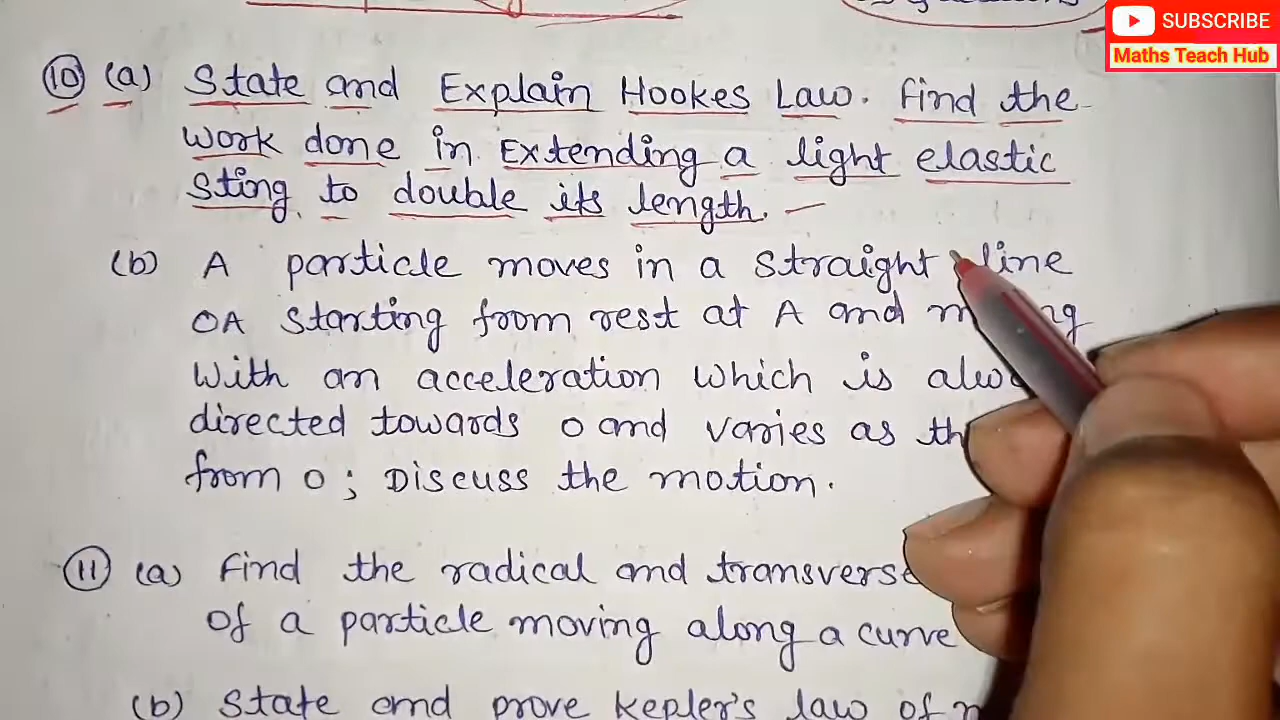 SUBSCRIBE
Maths Teach Hub
10 (a) State and Explain Hookes Law. Find the
work done in Extending a light elastic
Sting to double its length.
(b) A particle moves in a straight line
OA starting from rest at A and
With an acceleration which is
directed towards O and varies as
from O ; Discuss the motion.
11 (a) Find the radical and transverse
of a particle moving along a curve
(b) State and prove Kepler's law of